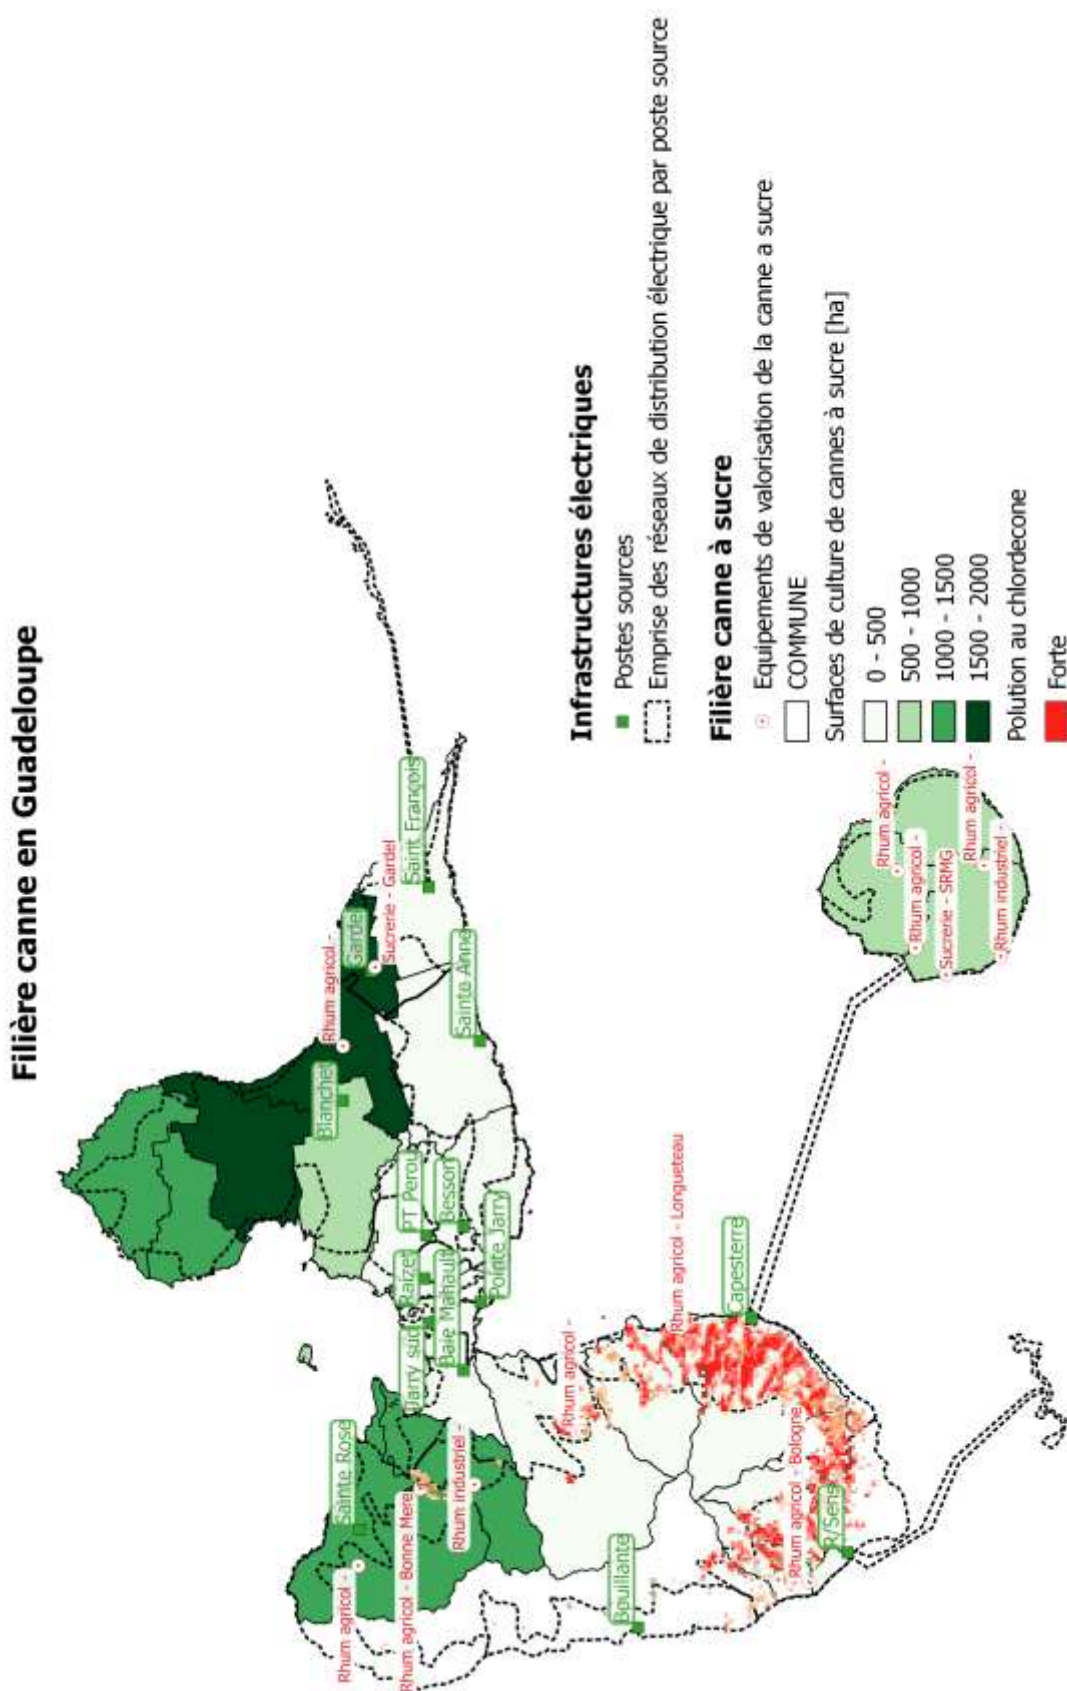 Filière canne en Guadeloupe
Sainte Rose
Rhum agricol -
Rhum agricol - Bonne Mere
Rhum industriel -
Jarry sud
Baie Mahault
Raizet
PT Perou
Besson
Pointe Jarry
Blanchet
Rhum agricol -
Gardel
Sucrerie - Gardel
Saint François
Sainte Anne
Bouillante
Rhum agricol -
Rhum agricol - Longueteau
Capesterre
Rhum agricol - Bologne
R/Sens
Rhum agricol -
Rhum agricol -
Sucrerie - SRMG
Rhum agricol -
Rhum industriel -
Infrastructures électriques
Postes sources
Emprise des réseaux de distribution électrique par poste source
Filière canne à sucre
Equipements de valorisation de la canne a sucre
COMMUNE
Surfaces de culture de cannes à sucre [ha]
0 - 500
500 - 1000
1000 - 1500
1500 - 2000
Polution au chlordecone
Forte